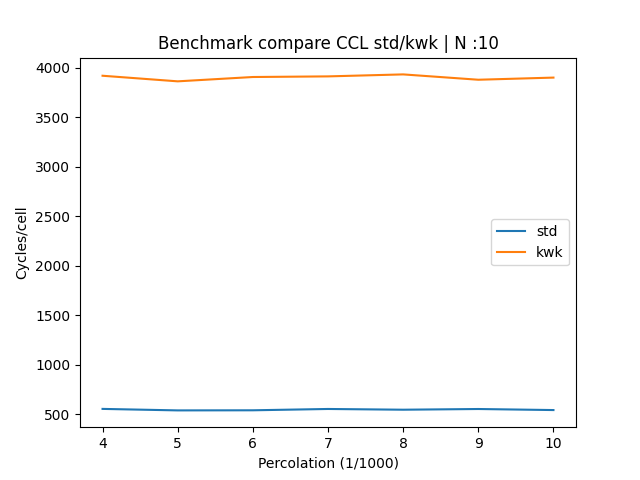 Benchmark compare CCL std/kwk | N :10
4000
3500
3000
2500
2000
1500
1000
500
Cycles/cell
std
kwk
4 5 6 7 8 9 10
Percolation (1/1000)